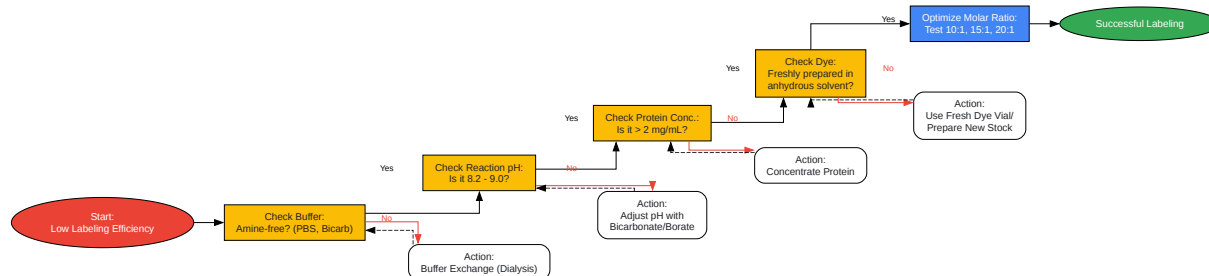 Start:
Low Labeling Efficiency
Check Buffer:
Amine-free? (PBS, Bicarb)
No
Action:
Buffer Exchange (Dialysis)
Yes
Check Reaction pH:
Is it 8.2 - 9.0?
No
Action:
Adjust pH with
Bicarbonate/Borate
Yes
Check Protein Conc.:
Is it > 2 mg/mL?
No
Action:
Concentrate Protein
Yes
Check Dye:
Freshly prepared in
anhydrous solvent?
No
Action:
Use Fresh Dye Vial/
Prepare New Stock
Yes
Optimize Molar Ratio:
Test 10:1, 15:1, 20:1
Successful Labeling